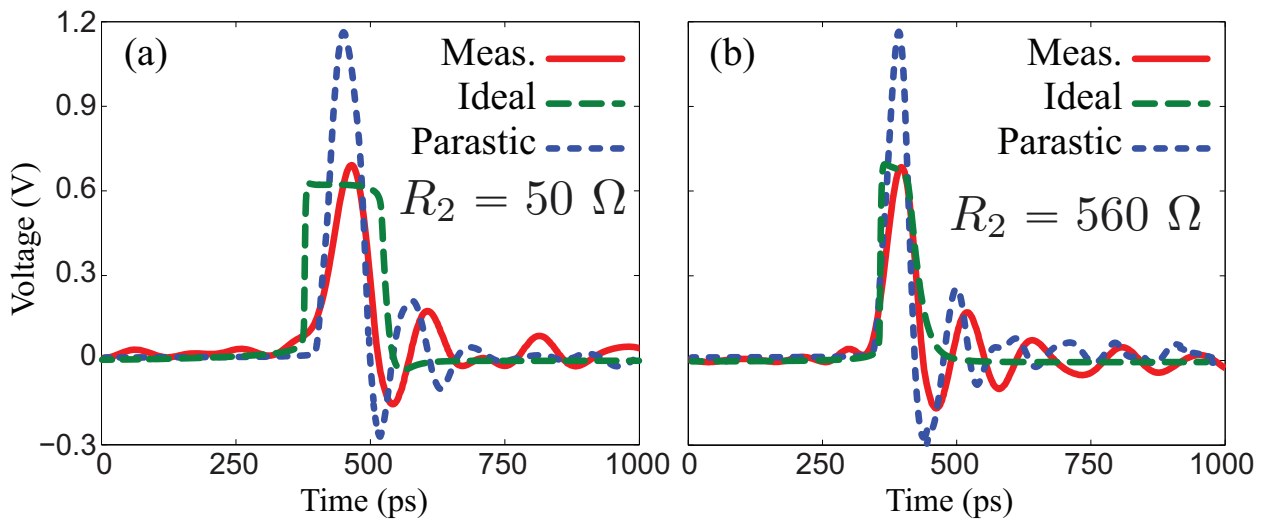 (a)
Meas.
Ideal
Parastic
R₂ = 50 Ω
Voltage (V)
1.2
0.9
0.6
0.3
0
−0.3
0 250 500 750 1000
Time (ps)
(b)
Meas.
Ideal
Parastic
R₂ = 560 Ω
0 250 500 750 1000
Time (ps)